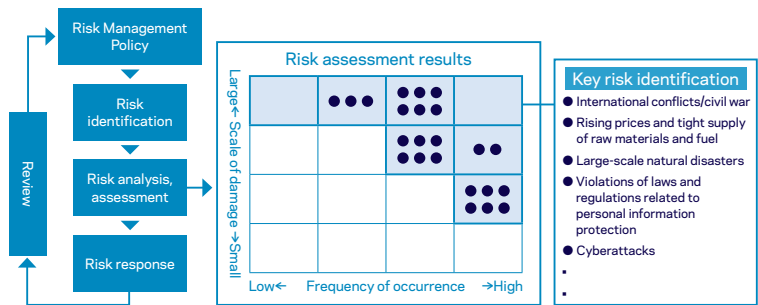 Risk Management
Policy
Risk
identification
Risk analysis,
assessment
Risk response
Review
Risk assessment results
Large← Scale of damage →Small
Low← Frequency of occurrence →High
Key risk identification
● International conflicts/civil war
● Rising prices and tight supply
of raw materials and fuel
● Large-scale natural disasters
● Violations of laws and
regulations related to
personal information
protection
● Cyberattacks
▪
▪